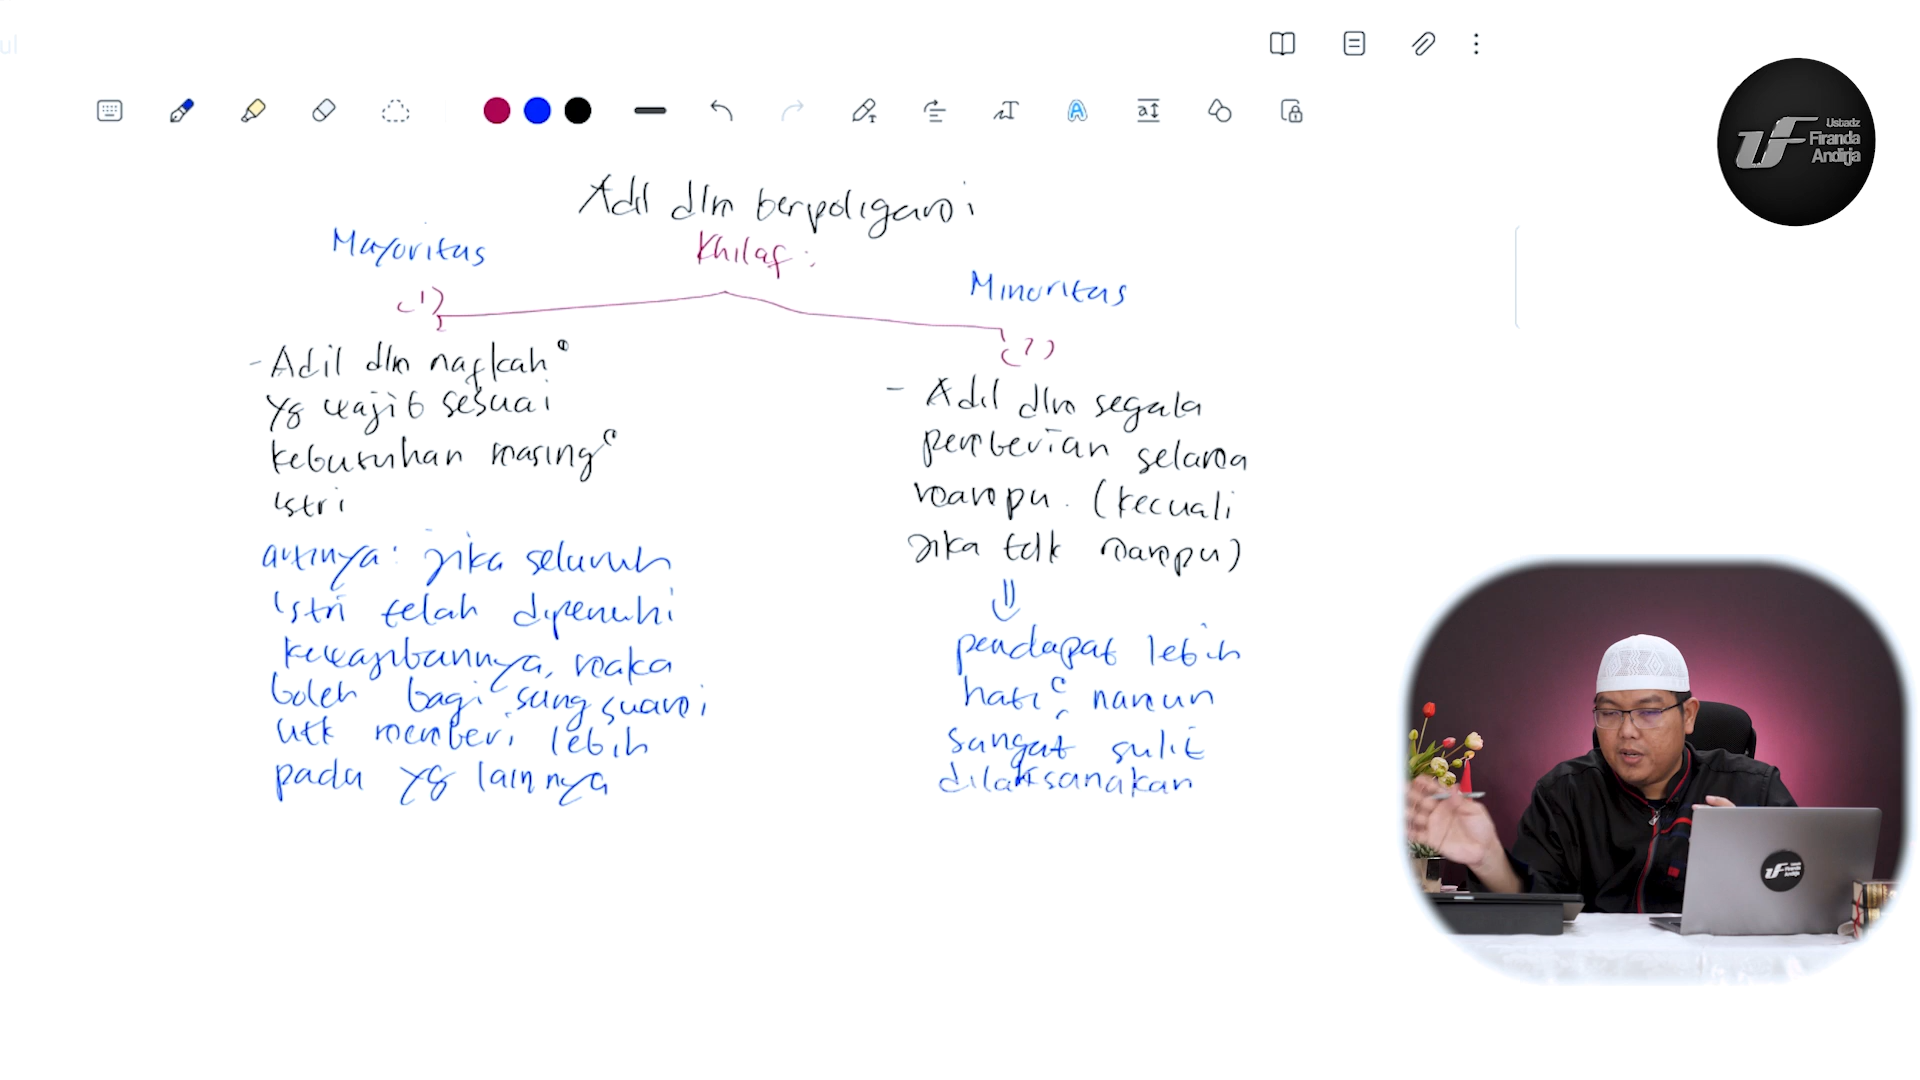 ul
Ustadz
Firanda
Andirja
Adil dlm berpoligami
Khilaf :
Mayoritas
(1)
- Adil dlm nafkah²
yg wajib sesuai
kebutuhan masing²
istri
artinya : jika seluruh
istri telah dipenuhi
kewajibannya, maka
boleh bagi sang suami
utk memberi lebih
pada yg lainnya
Minoritas
(2)
- Adil dlm segala
pemberian selama
mampu. (kecuali
jika tdk mampu)
pendapat lebih
hati², namun
sangat sulit
dilaksanakan